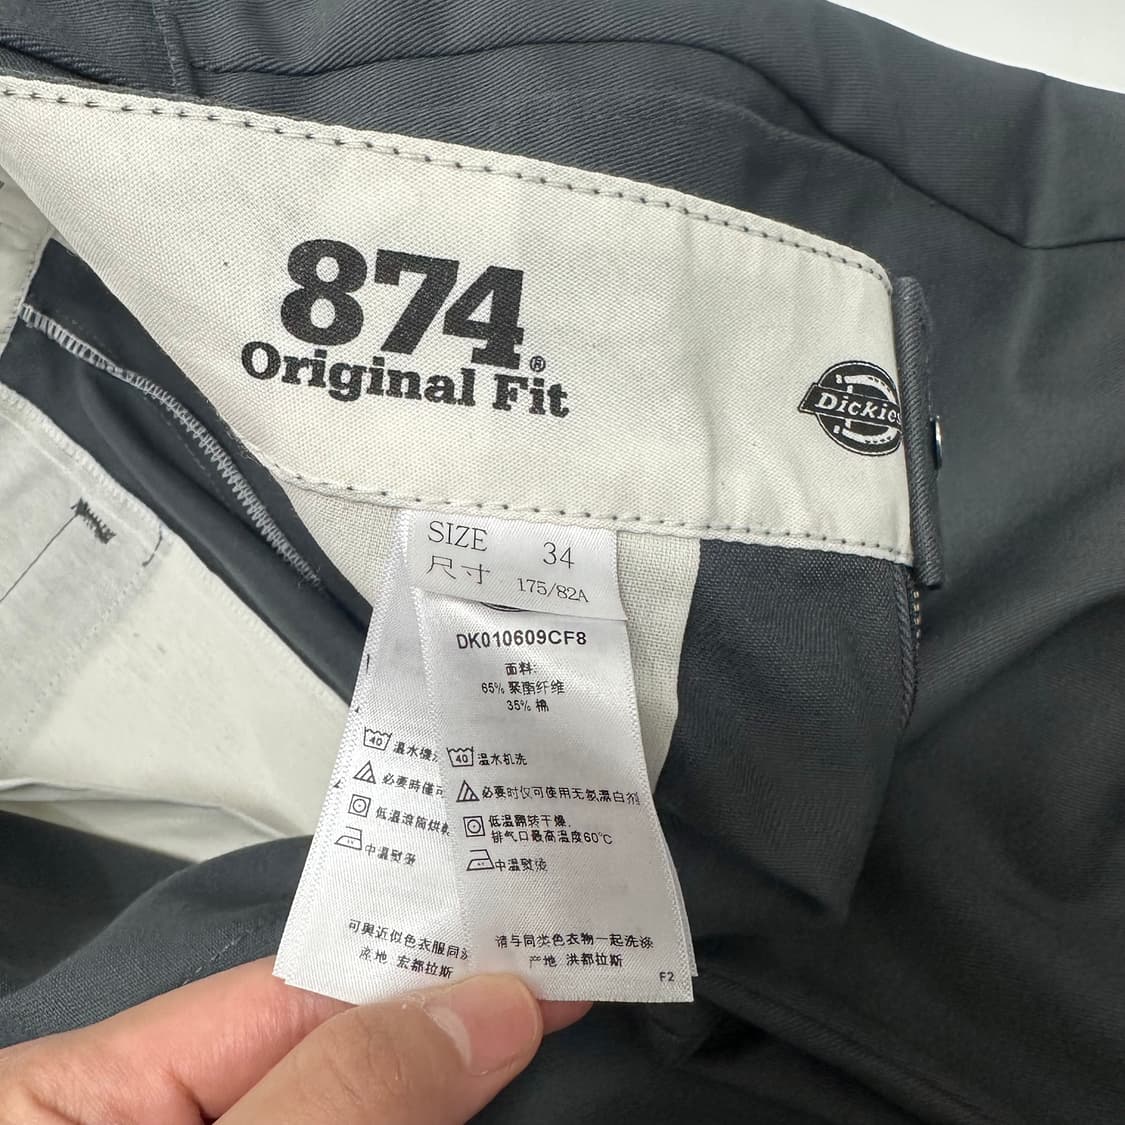 874®
Original Fit
Dickies
SIZE 34
尺寸 175/82A
DK010609CF8
面料:
65% 聚酯纤维
35% 棉
40 温水机洗
必要时仅可使用无氯漂白剂
低温翻转干燥,
排气口最高温度60℃
中温熨烫
请与同类色衣物一起洗涤
产地 洪都拉斯
F2
40 温水機
必要時僅可
低温滾筒烘乾
中温熨燙
可與近似色衣服同
產地 宏都拉斯